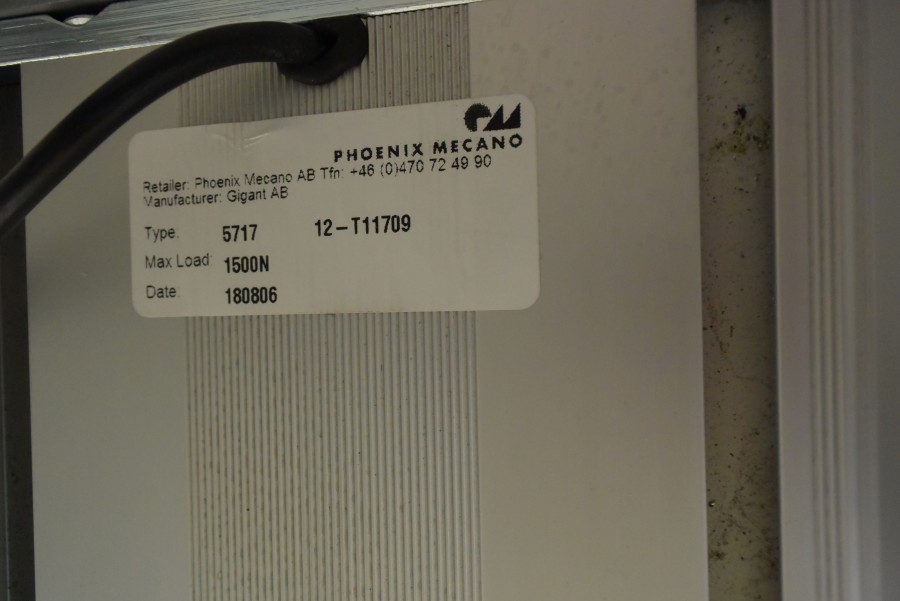 PHOENIX MECANO
Retailer: Phoenix Mecano AB Tfn: +46 (0)470 72 49 90
Manufacturer: Gigant AB
Type: 5717 12-T11709
Max Load: 1500N
Date: 180806